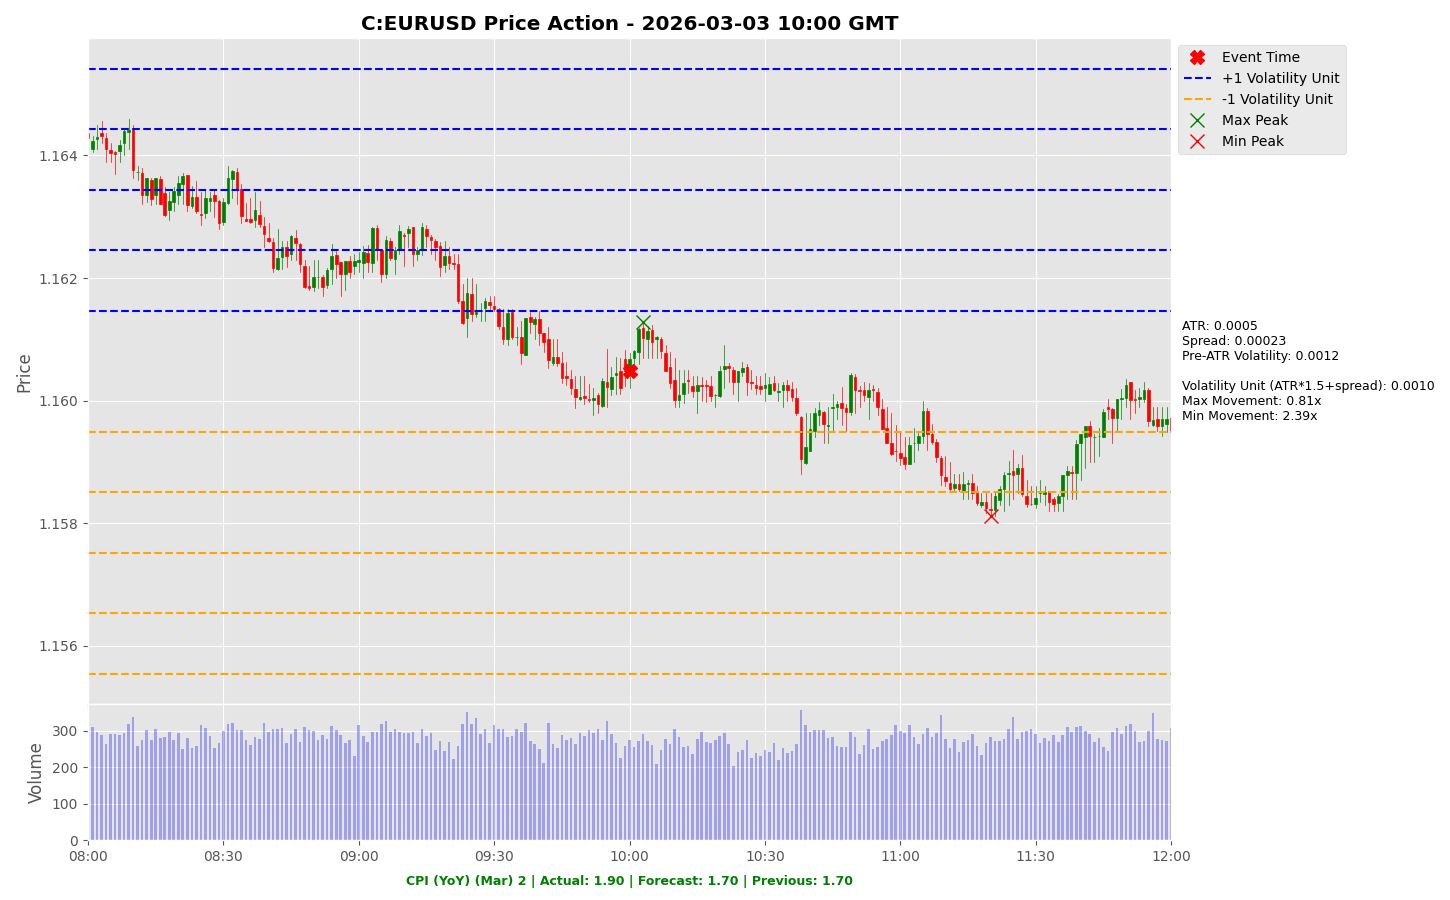 C:EURUSD Price Action - 2026-03-03 10:00 GMT
Event Time
+1 Volatility Unit
-1 Volatility Unit
Max Peak
Min Peak
Price
1.164
1.162
1.160
1.158
1.156
ATR: 0.0005
Spread: 0.00023
Pre-ATR Volatility: 0.0012
Volatility Unit (ATR*1.5+spread): 0.0010
Max Movement: 0.81x
Min Movement: 2.39x
Volume
300
200
100
0
08:00 08:30 09:00 09:30 10:00 10:30 11:00 11:30 12:00
CPI (YoY) (Mar) 2 | Actual: 1.90 | Forecast: 1.70 | Previous: 1.70